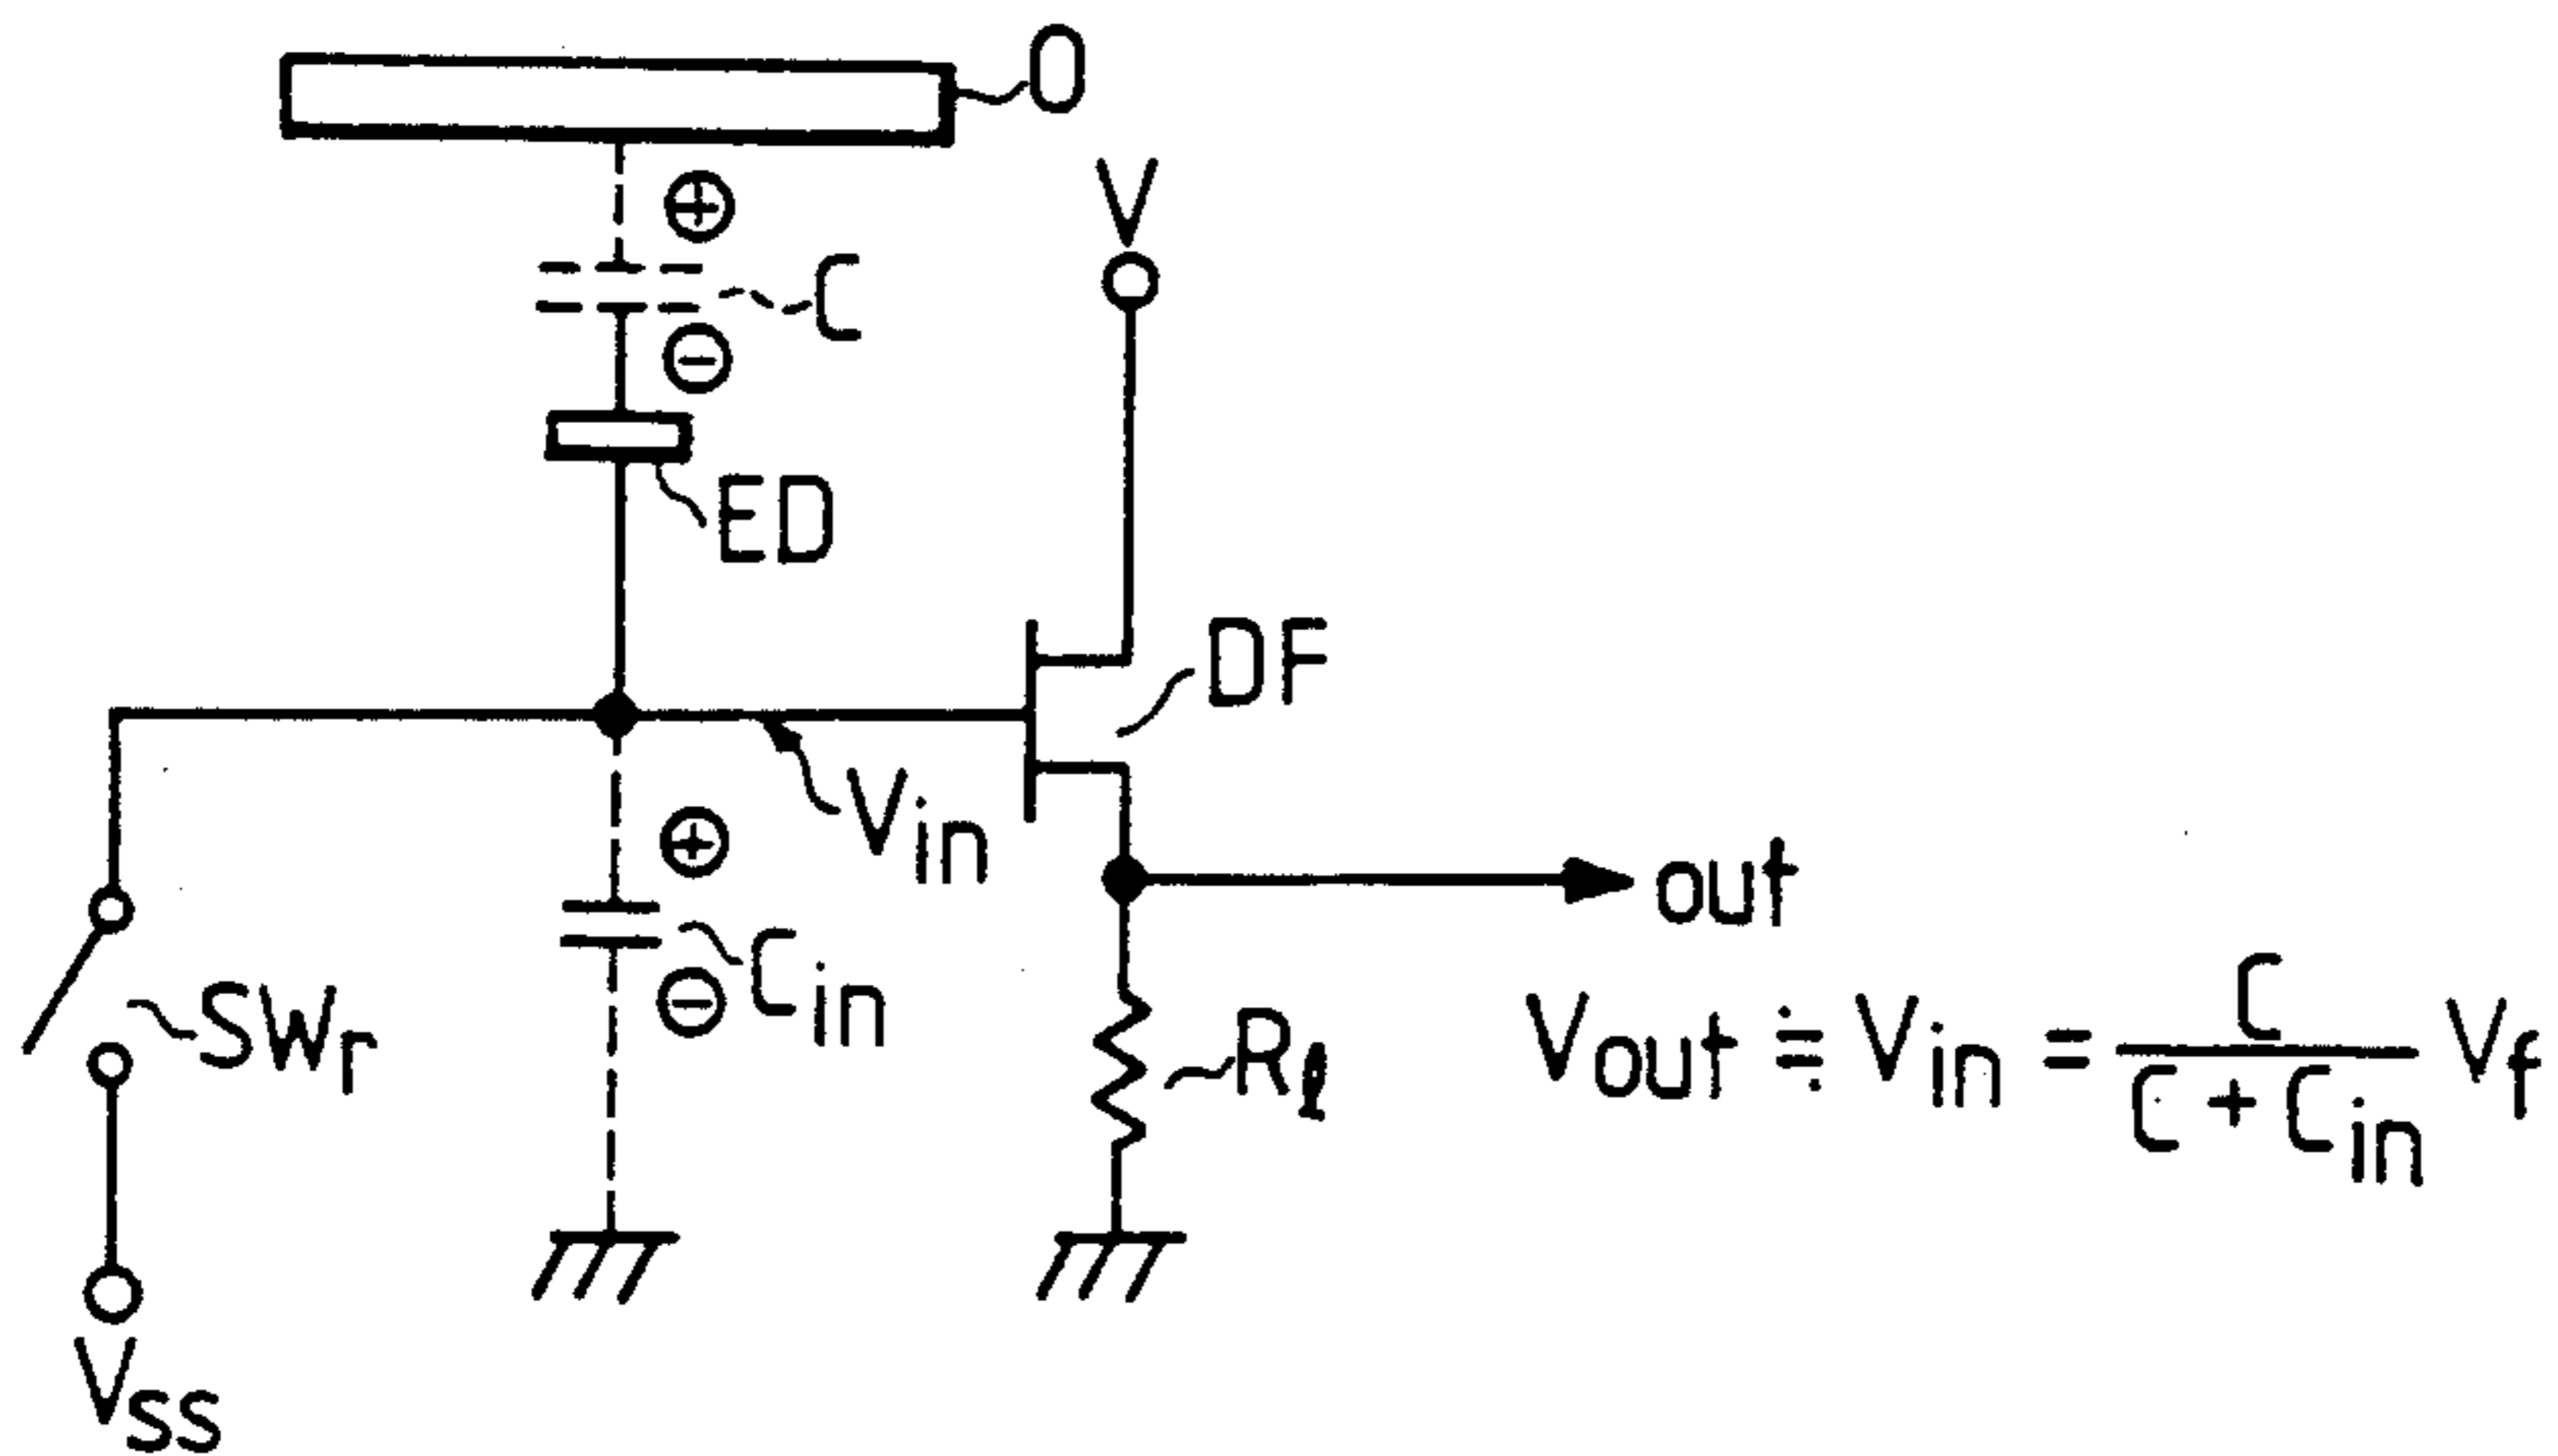 O
⊕
V
C
⊖
ED
DF
Vin
⊕
out
Cin
SWr
⊖
Rℓ
Vout ≒ Vin = C / (C + Cin) Vf
Vss